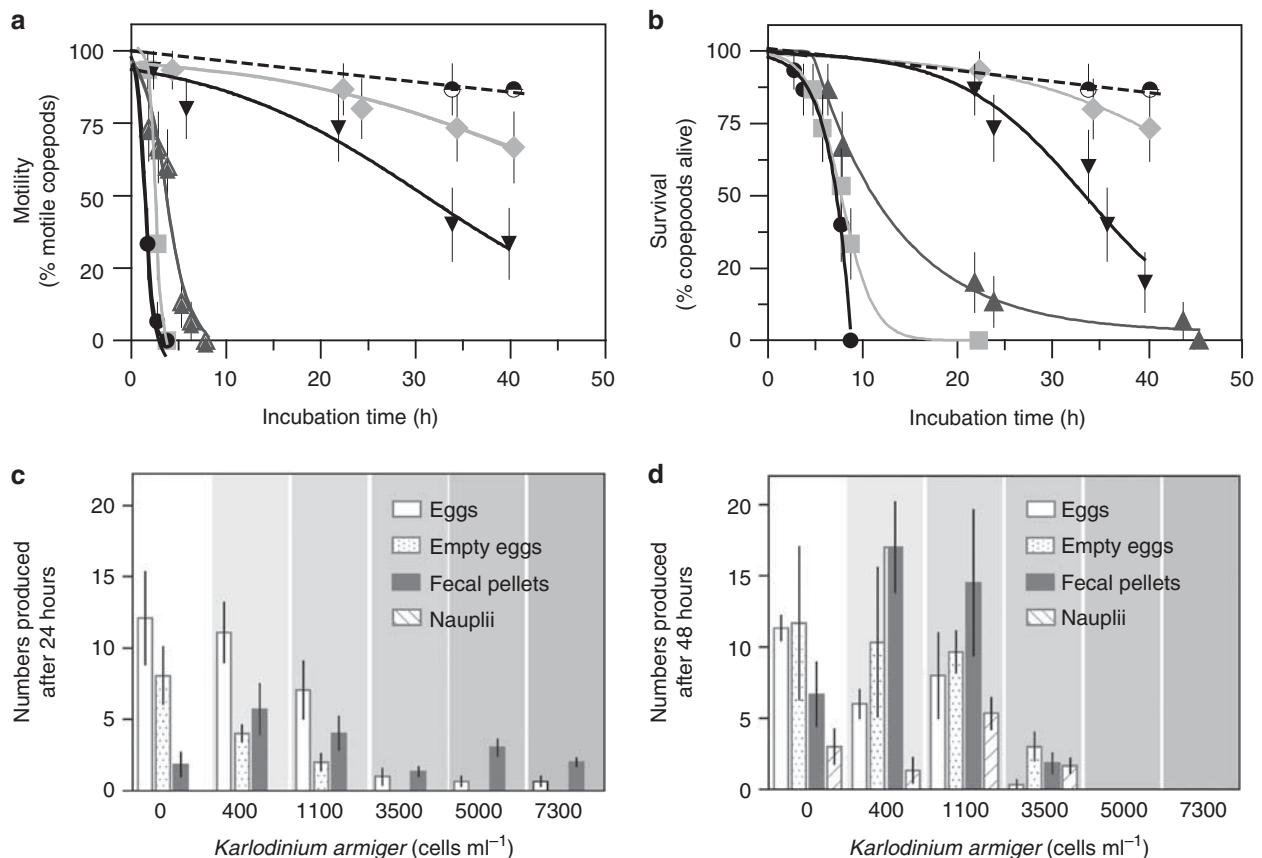 a
100
75
50
20
0
Motility
(% motile copepods)
0 10 20 30 40 50
Incubation time (h)
b
100
75
50
20
0
Survival
(% copepoods alive)
0 10 20 30 40 50
Incubation time (h)
c
20
15
10
5
0
Numbers produced
after 24 hours
Eggs
Empty eggs
Fecal pellets
Nauplii
0 400 1100 3500 5000 7300
Karlodinium armiger (cells ml⁻¹)
d
20
15
10
5
0
Numbers produced
after 48 hours
Eggs
Empty eggs
Fecal pellets
Nauplii
0 400 1100 3500 5000 7300
Karlodinium armiger (cells ml⁻¹)